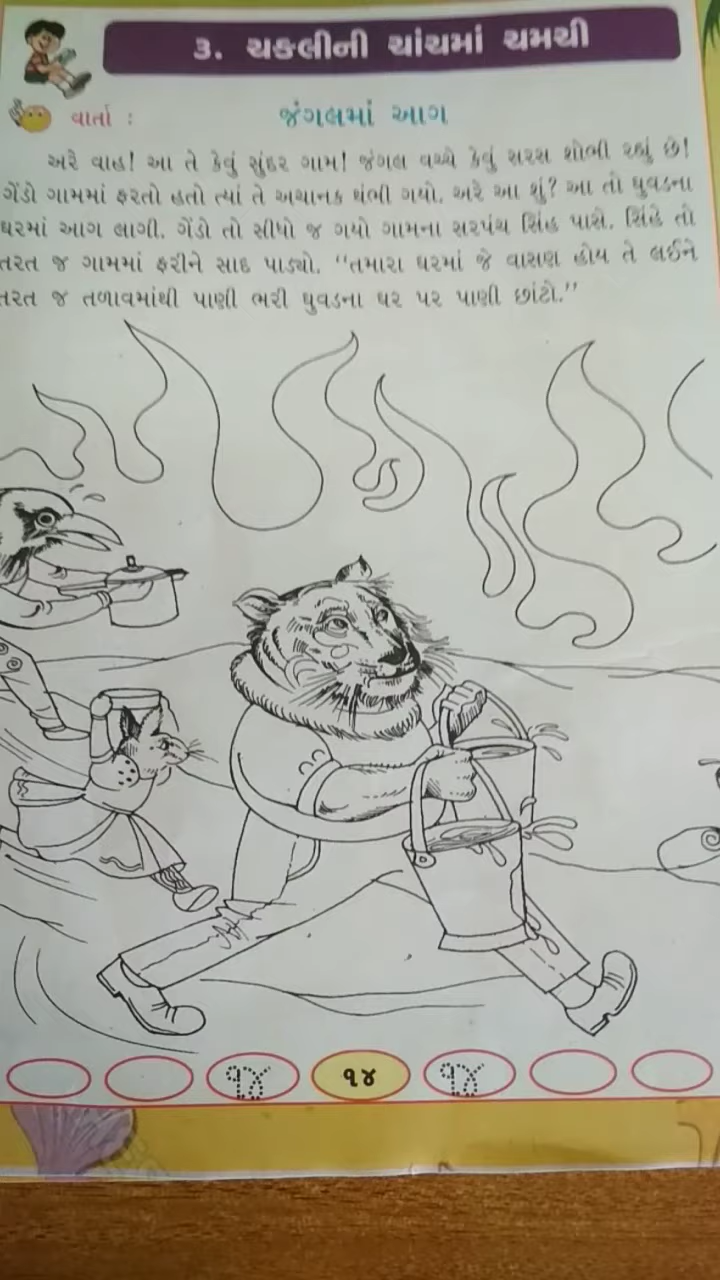 ૩. ચકલીની ચાંચમાં ચમચી
વાર્તા :
જંગલમાં આગ
અરે વાહ! આ તે કેવું સુંદર ગામ! જંગલ વચ્ચે કેવું સરસ શોભી રહ્યું છે!
ગેંડો ગામમાં ફરતો હતો ત્યાં તે અચાનક થંભી ગયો. અરે આ શું? આ તો ઘુવડના
ઘરમાં આગ લાગી. ગેંડો તો સીધો જ ગયો ગામના સરપંચ સિંહ પાસે. સિંહે તો
તરત જ ગામમાં ફરીને સાદ પાડ્યો. "તમારા ઘરમાં જે વાસણ હોય તે લઈને
તરત જ તળાવમાંથી પાણી ભરી ઘુવડના ઘર પર પાણી છાંટો."
૧૪ ૧૪ ૧૪